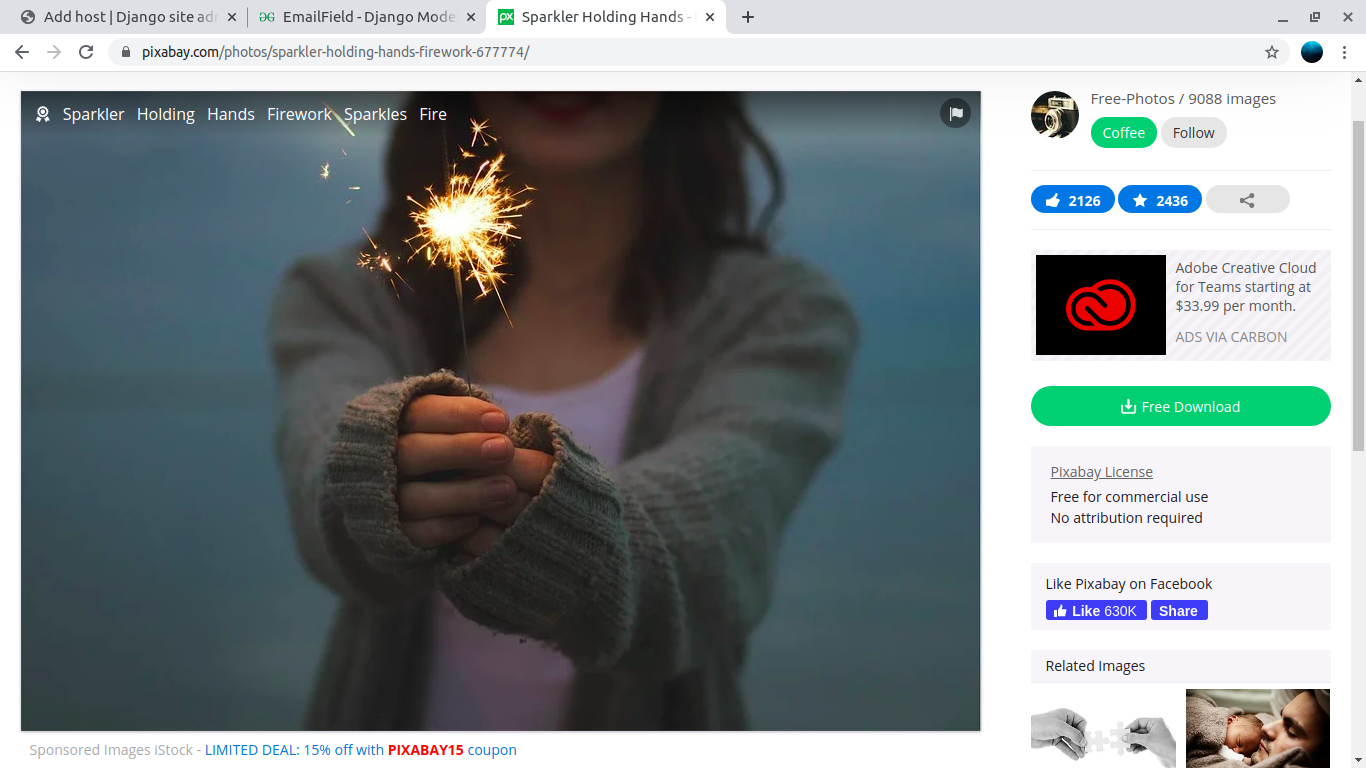 Add host | Django site adr
EmailField - Django Mode
Sparkler Holding Hands -
pixabay.com/photos/sparkler-holding-hands-firework-677774/
Sparkler Holding Hands Firework Sparkles Fire
Free-Photos / 9088 images
Coffee Follow
2126 2436
Adobe Creative Cloud
for Teams starting at
$33.99 per month.
ADS VIA CARBON
Free Download
Pixabay License
Free for commercial use
No attribution required
Like Pixabay on Facebook
Like 630K Share
Related Images
Sponsored Images iStock - LIMITED DEAL: 15% off with PIXABAY15 coupon